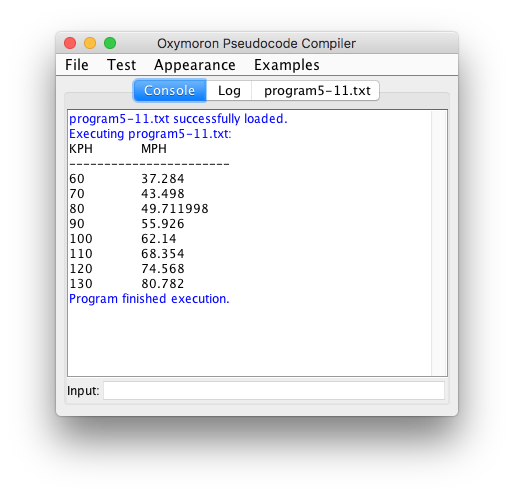 Oxymoron Pseudocode Compiler
File Test Appearance Examples
Console Log program5-11.txt
program5-11.txt successfully loaded.
Executing program5-11.txt:
KPH MPH
-----------------------
60 37.284
70 43.498
80 49.711998
90 55.926
100 62.14
110 68.354
120 74.568
130 80.782
Program finished execution.
Input: